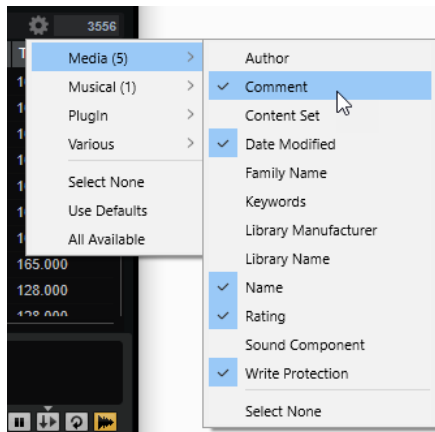 3556
Media (5)
Musical (1)
PlugIn
Various
Select None
Use Defaults
All Available
165.000
128.000
128.000
Author
Comment
Content Set
Date Modified
Family Name
Keywords
Library Manufacturer
Library Name
Name
Rating
Sound Component
Write Protection
Select None